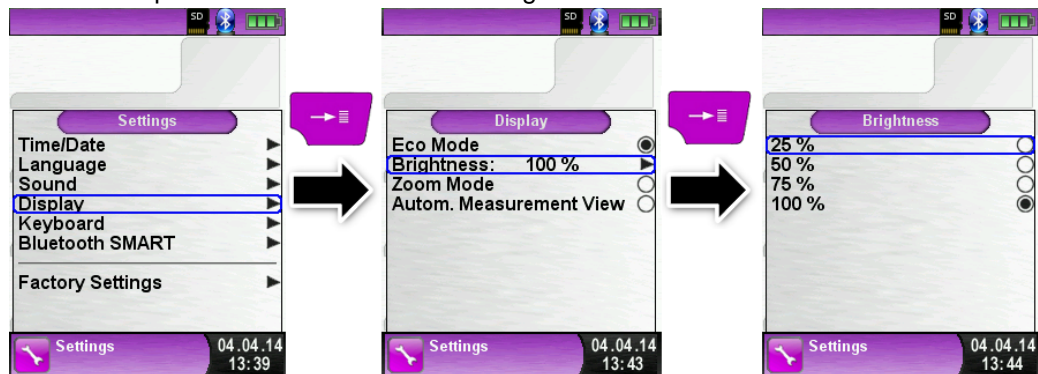 SD
Settings
Time/Date
Language
Sound
Display
Keyboard
Bluetooth SMART
Factory Settings
Settings
04.04.14
13:39
SD
Display
Eco Mode
Brightness: 100 %
Zoom Mode
Autom. Measurement View
Settings
04.04.14
13:43
SD
Brightness
25 %
50 %
75 %
100 %
Settings
04.04.14
13:44